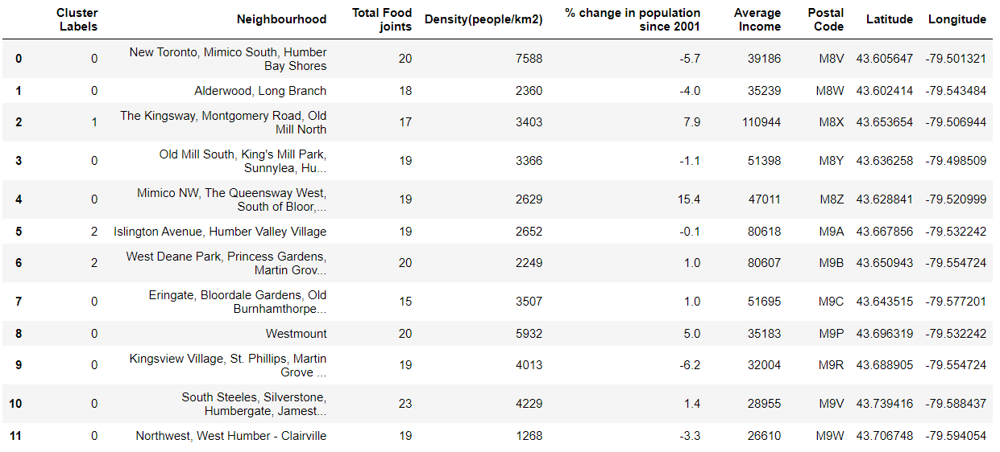 Cluster Labels Neighbourhood Total Food joints Density(people/km2) % change in population since 2001 Average Income Postal Code Latitude Longitude
0 0 New Toronto, Mimico South, Humber Bay Shores 20 7588 -5.7 39186 M8V 43.605647 -79.501321
1 0 Alderwood, Long Branch 18 2360 -4.0 35239 M8W 43.602414 -79.543484
2 1 The Kingsway, Montgomery Road, Old Mill North 17 3403 7.9 110944 M8X 43.653654 -79.506944
3 0 Old Mill South, King's Mill Park, Sunnylea, Hu... 19 3366 -1.1 51398 M8Y 43.636258 -79.498509
4 0 Mimico NW, The Queensway West, South of Bloor,... 19 2629 15.4 47011 M8Z 43.628841 -79.520999
5 2 Islington Avenue, Humber Valley Village 19 2652 -0.1 80618 M9A 43.667856 -79.532242
6 2 West Deane Park, Princess Gardens, Martin Grov... 20 2249 1.0 80607 M9B 43.650943 -79.554724
7 0 Eringate, Bloordale Gardens, Old Burnhamthorpe... 15 3507 1.0 51695 M9C 43.643515 -79.577201
8 0 Westmount 20 5932 5.0 35183 M9P 43.696319 -79.532242
9 0 Kingsview Village, St. Phillips, Martin Grove ... 19 4013 -6.2 32004 M9R 43.688905 -79.554724
10 0 South Steeles, Silverstone, Humbergate, Jamest... 23 4229 1.4 28955 M9V 43.739416 -79.588437
11 0 Northwest, West Humber - Clairville 19 1268 -3.3 26610 M9W 43.706748 -79.594054